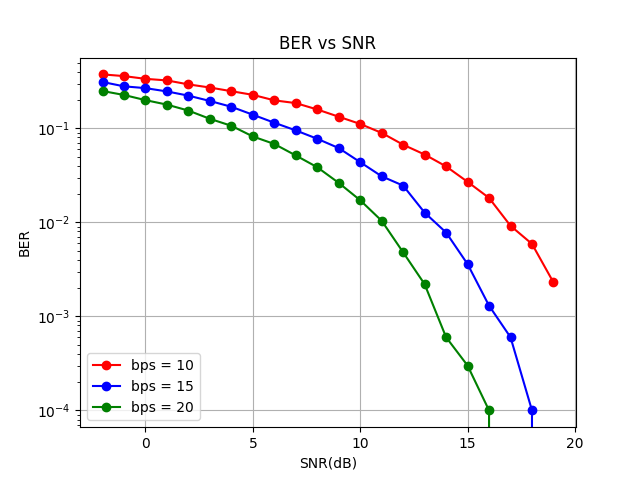 BER vs SNR
BER
10⁻¹
10⁻²
10⁻³
10⁻⁴
bps = 10
bps = 15
bps = 20
0 5 10 15 20
SNR(dB)